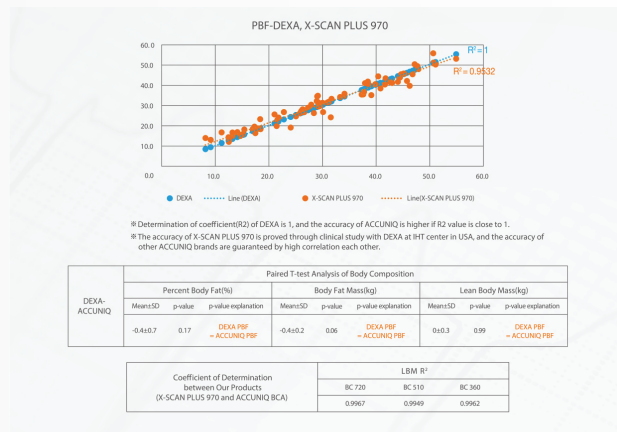 PBF-DEXA, X-SCAN PLUS 970
60.0
50.0
40.0
30.0
20.0
10.0
0.0
10.0
20.0
30.0
40.0
50.0
60.0
R²= 1
R²= 0.9532
DEXA
Line(DEXA)
X-SCAN PLUS 970
Line(X-SCAN PLUS 970)
※ Determination of coefficient(R2) of DEXA is 1, and the accuracy of ACCUNIQ is higher if R2 value is close to 1.
※ The accuracy of X-SCAN PLUS 970 is proved through clinical study with DEXA at IHT center in USA, and the accuracy of
other ACCUNIQ brands are guaranteed by high correlation each other.
DEXA-
ACCUNIQ
Paired T-test Analysis of Body Composition
Percent Body Fat(%)
Body Fat Mass(kg)
Lean Body Mass(kg)
Mean±SD p-value p-value explanation Mean±SD p-value p-value explanation Mean±SD p-value p-value explanation
-0.4±0.7 0.17 DEXA PBF = ACCUNIQ PBF -0.4±0.2 0.06 DEXA PBF = ACCUNIQ PBF 0±0.3 0.99 DEXA PBF = ACCUNIQ PBF
Coefficient of Determination
between Our Products
(X-SCAN PLUS 970 and ACCUNIQ BCA)
LBM R²
BC 720 BC 510 BC 360
0.9967 0.9949 0.9962